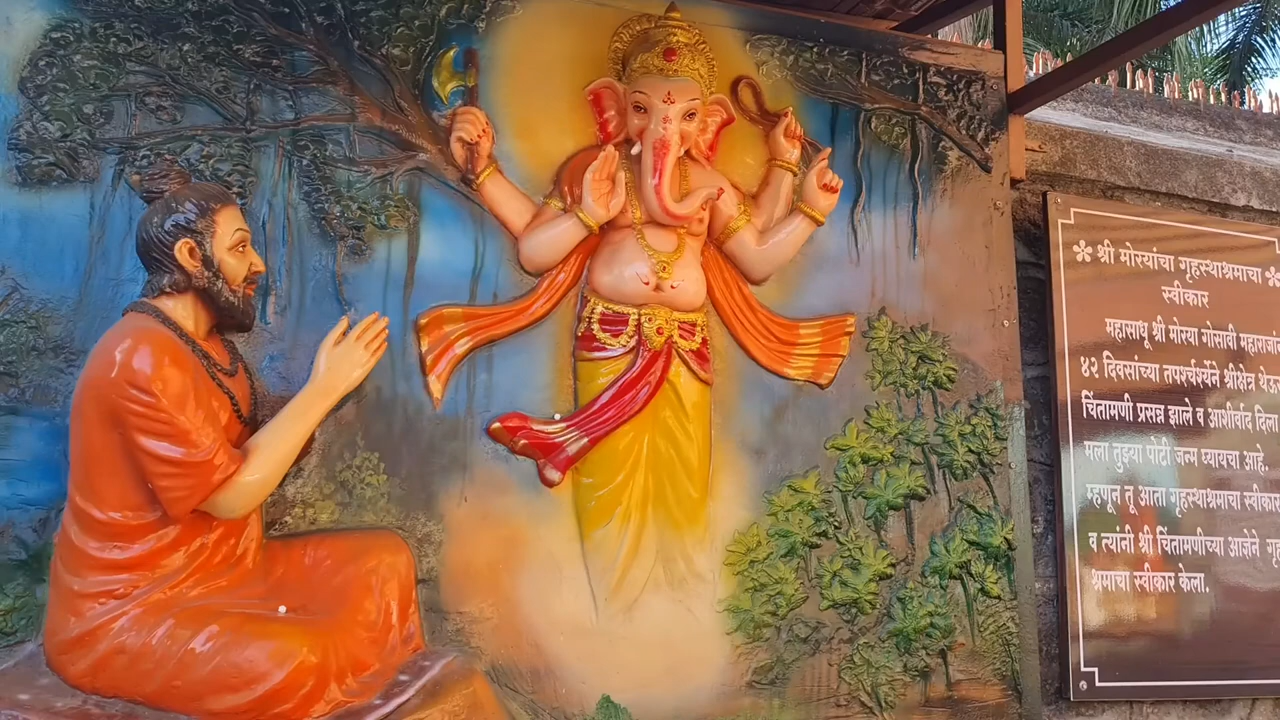 श्री मोरयांचा गृहस्थाश्रमाचा
स्वीकार
महासाधू श्री मोरया गोसावी महाराजां
४२ दिवसांच्या तपश्चर्श्येने श्रीक्षेत्र थेऊ
चिंतामणी प्रसन्न झाले व आशीर्वाद दिला
मला तुझ्या पोटी जन्म घ्यायचा आहे.
म्हणून तू आता गृहस्थाश्रमाचा स्वीका
व त्यांनी श्री चिंतामणीच्या आज्ञेने गृह
श्रमाचा स्वीकार केला.